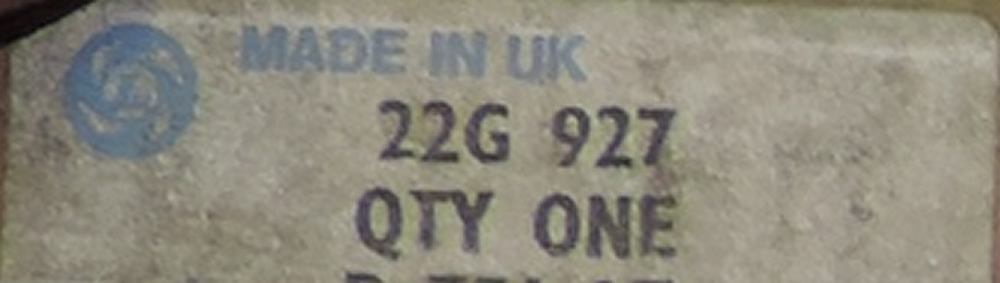 MADE IN UK
22G 927
QTY ONE